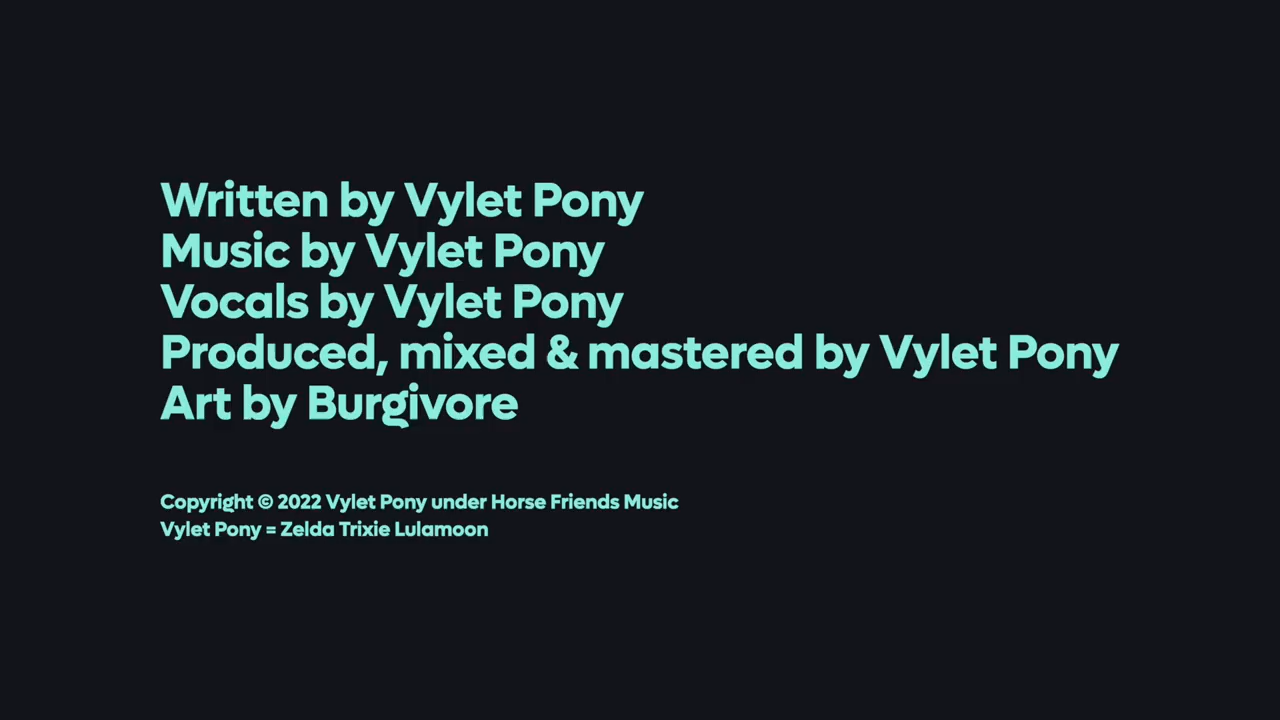 Written by Vylet Pony
Music by Vylet Pony
Vocals by Vylet Pony
Produced, mixed & mastered by Vylet Pony
Art by Burgivore
Copyright © 2022 Vylet Pony under Horse Friends Music
Vylet Pony = Zelda Trixie Lulamoon